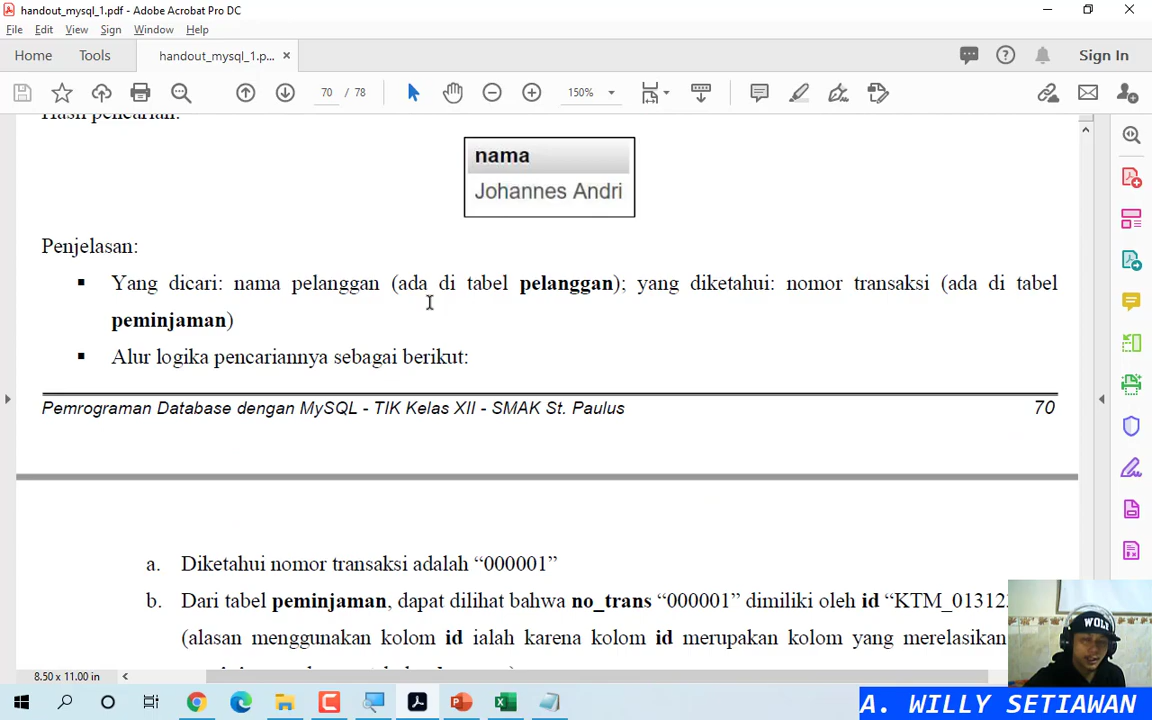 handout_mysql_1.pdf - Adobe Acrobat Pro DC
File Edit View Sign Window Help
Home Tools handout_mysql_1.p... × Sign In
70 / 78 150%
Hasil pencarian:
nama
Johannes Andri
Penjelasan:
▪ Yang dicari: nama pelanggan (ada di tabel pelanggan); yang diketahui: nomor transaksi (ada di tabel
peminjaman)
▪ Alur logika pencariannya sebagai berikut:
Pemrograman Database dengan MySQL - TIK Kelas XII - SMAK St. Paulus 70
a. Diketahui nomor transaksi adalah “000001”
b. Dari tabel peminjaman, dapat dilihat bahwa no_trans “000001” dimiliki oleh id “KTM_01312
(alasan menggunakan kolom id ialah karena kolom id merupakan kolom yang merelasikan
8.50 x 11.00 in
WOLF
A. WILLY SETIAWAN